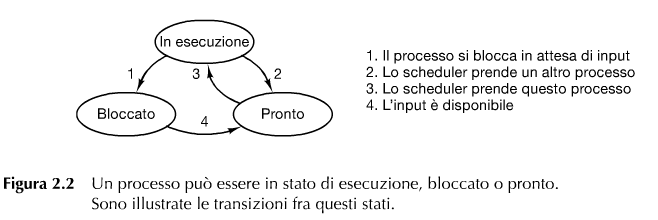 In esecuzione
1
3
2
Bloccato
Pronto
4
1. Il processo si blocca in attesa di input
2. Lo scheduler prende un altro processo
3. Lo scheduler prende questo processo
4. L'input è disponibile
Figura 2.2 Un processo può essere in stato di esecuzione, bloccato o pronto.
Sono illustrate le transizioni fra questi stati.